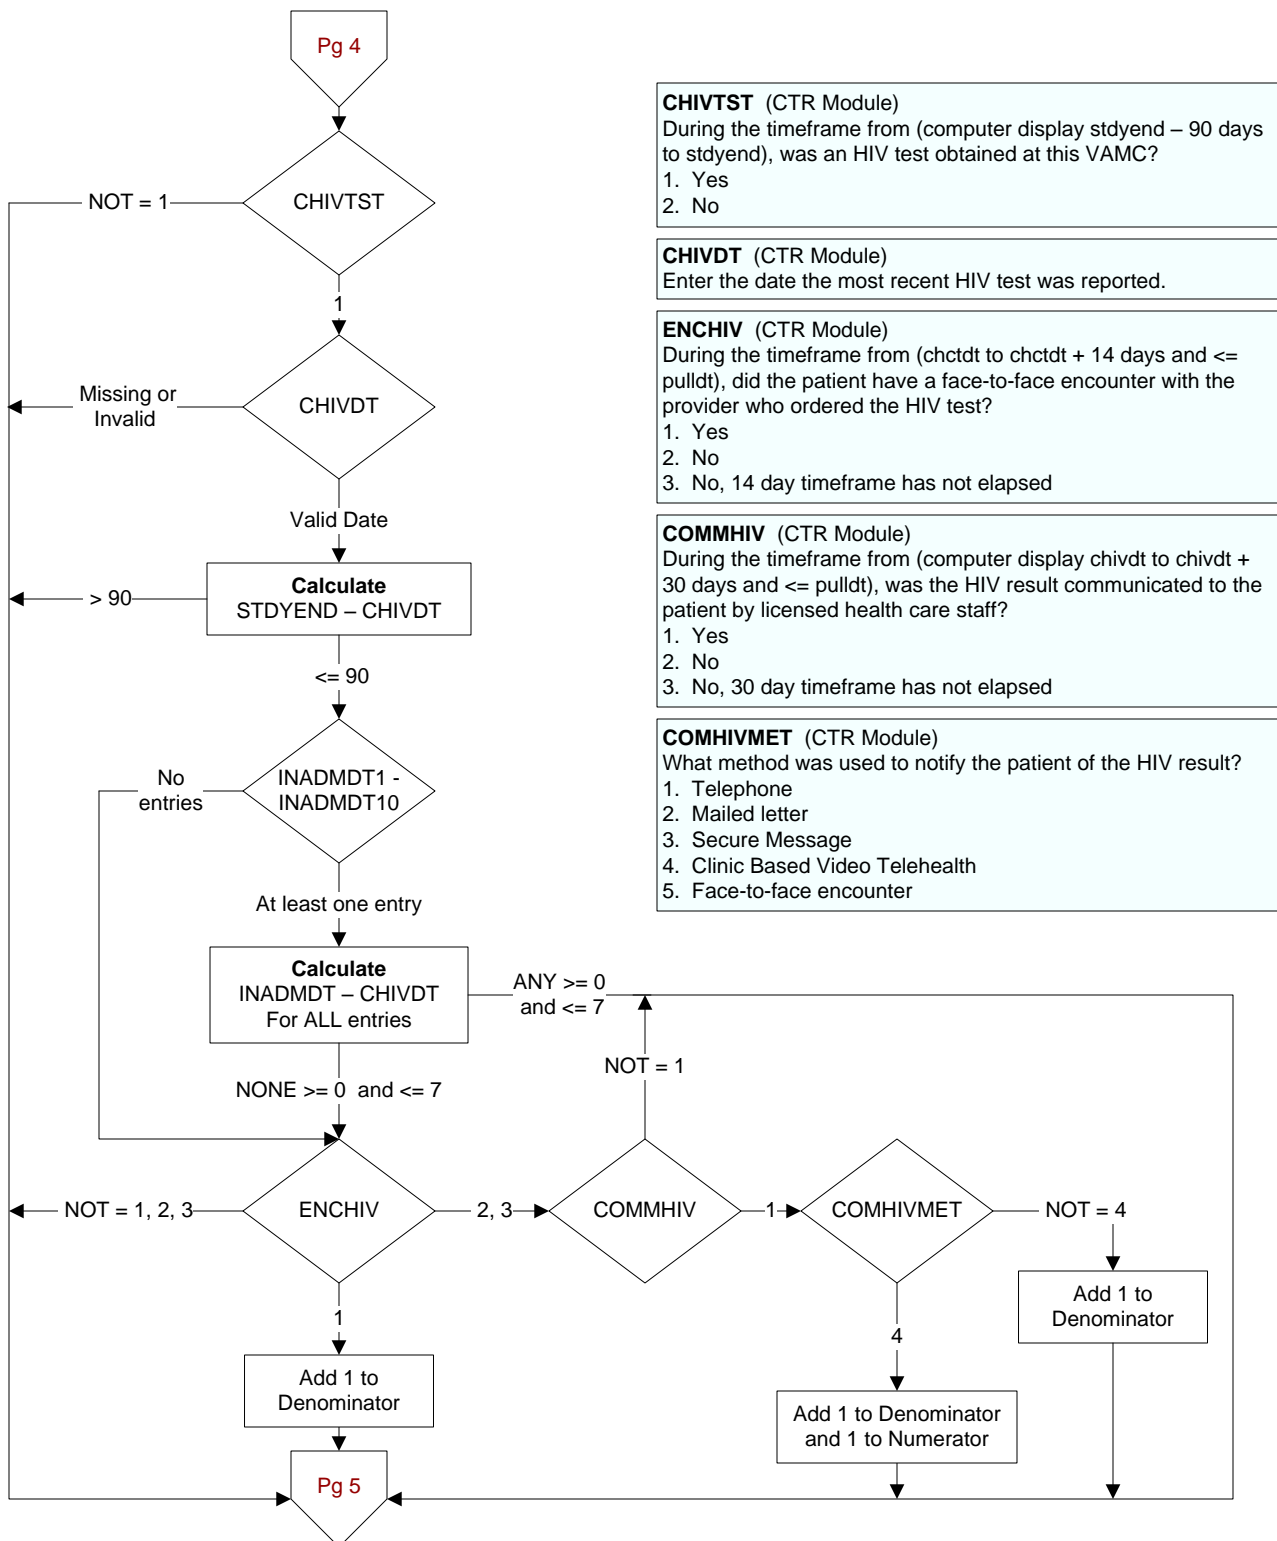 Pg 4
CHIVTST (CTR Module)
During the timeframe from (computer display stdyend – 90 days
to stdyend), was an HIV test obtained at this VAMC?
1. Yes
2. No
CHIVDT (CTR Module)
Enter the date the most recent HIV test was reported.
ENCHIV (CTR Module)
During the timeframe from (chctdt to chctdt + 14 days and <=
pulldt), did the patient have a face-to-face encounter with the
provider who ordered the HIV test?
1. Yes
2. No
3. No, 14 day timeframe has not elapsed
COMMHIV (CTR Module)
During the timeframe from (computer display chivdt to chivdt +
30 days and <= pulldt), was the HIV result communicated to the
patient by licensed health care staff?
1. Yes
2. No
3. No, 30 day timeframe has not elapsed
COMHIVMET (CTR Module)
What method was used to notify the patient of the HIV result?
1. Telephone
2. Mailed letter
3. Secure Message
4. Clinic Based Video Telehealth
5. Face-to-face encounter
NOT = 1
CHIVTST
1
Missing or
Invalid
CHIVDT
Valid Date
> 90
Calculate
STDYEND – CHIVDT
<= 90
No
entries
INADMDT1 -
INADMDT10
At least one entry
Calculate
INADMDT – CHIVDT
For ALL entries
ANY >= 0
and <= 7
NONE >= 0 and <= 7
NOT = 1
NOT = 1, 2, 3
ENCHIV
2, 3
COMMHIV
1
COMHIVMET
NOT = 4
1
4
Add 1 to
Denominator
Add 1 to
Denominator
Add 1 to Denominator
and 1 to Numerator
Pg 5